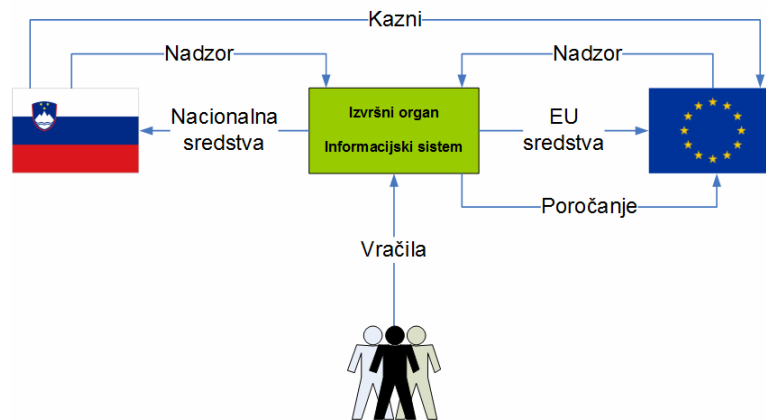 Kazni
Nadzor
Nadzor
Nacionalna
sredstva
Izvršni organ
Informacijski sistem
EU
sredstva
Poročanje
Vračila